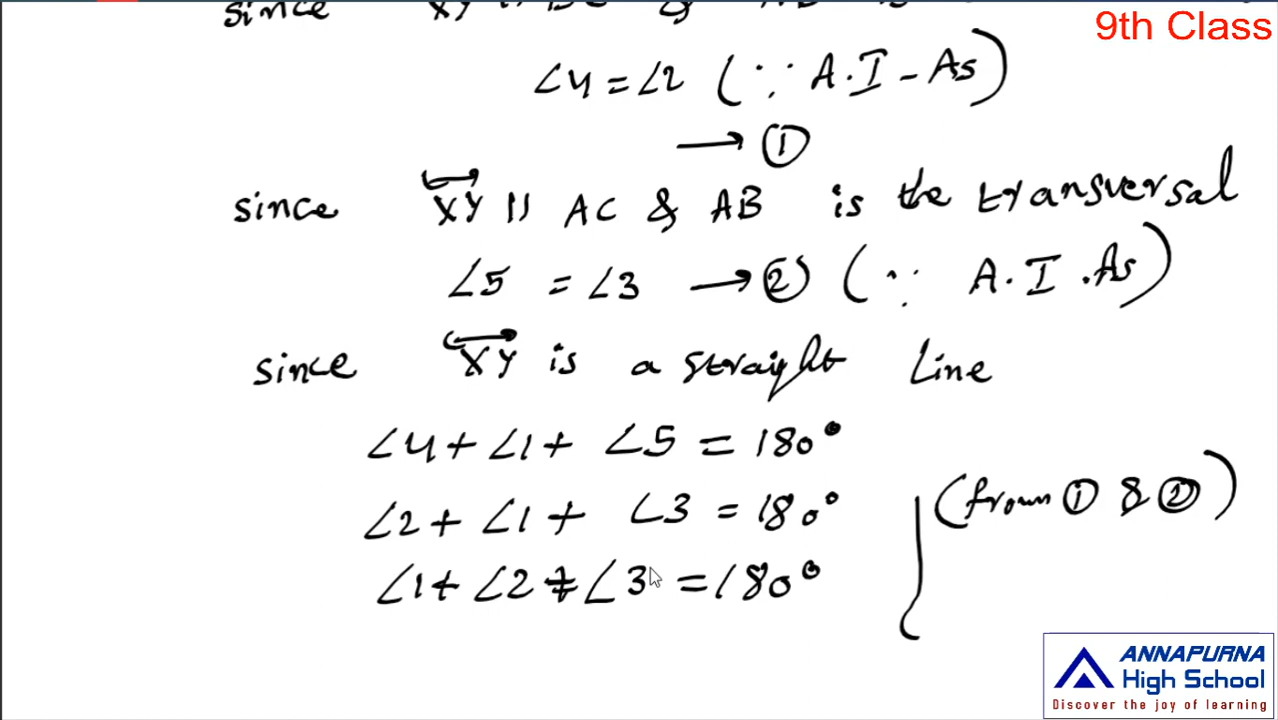 since XY
9th Class
∠4 = ∠2 (∵ A.I-As)
→ ①
since XY || AC & AB is the transversal
∠5 = ∠3 → ② (∵ A.I.As)
since XY is a straight Line
∠4 + ∠1 + ∠5 = 180°
∠2 + ∠1 + ∠3 = 180° (from ① & ②)
∠1 + ∠2 + ∠3 = 180°
ANNAPURNA
High School
Discover the joy of learning